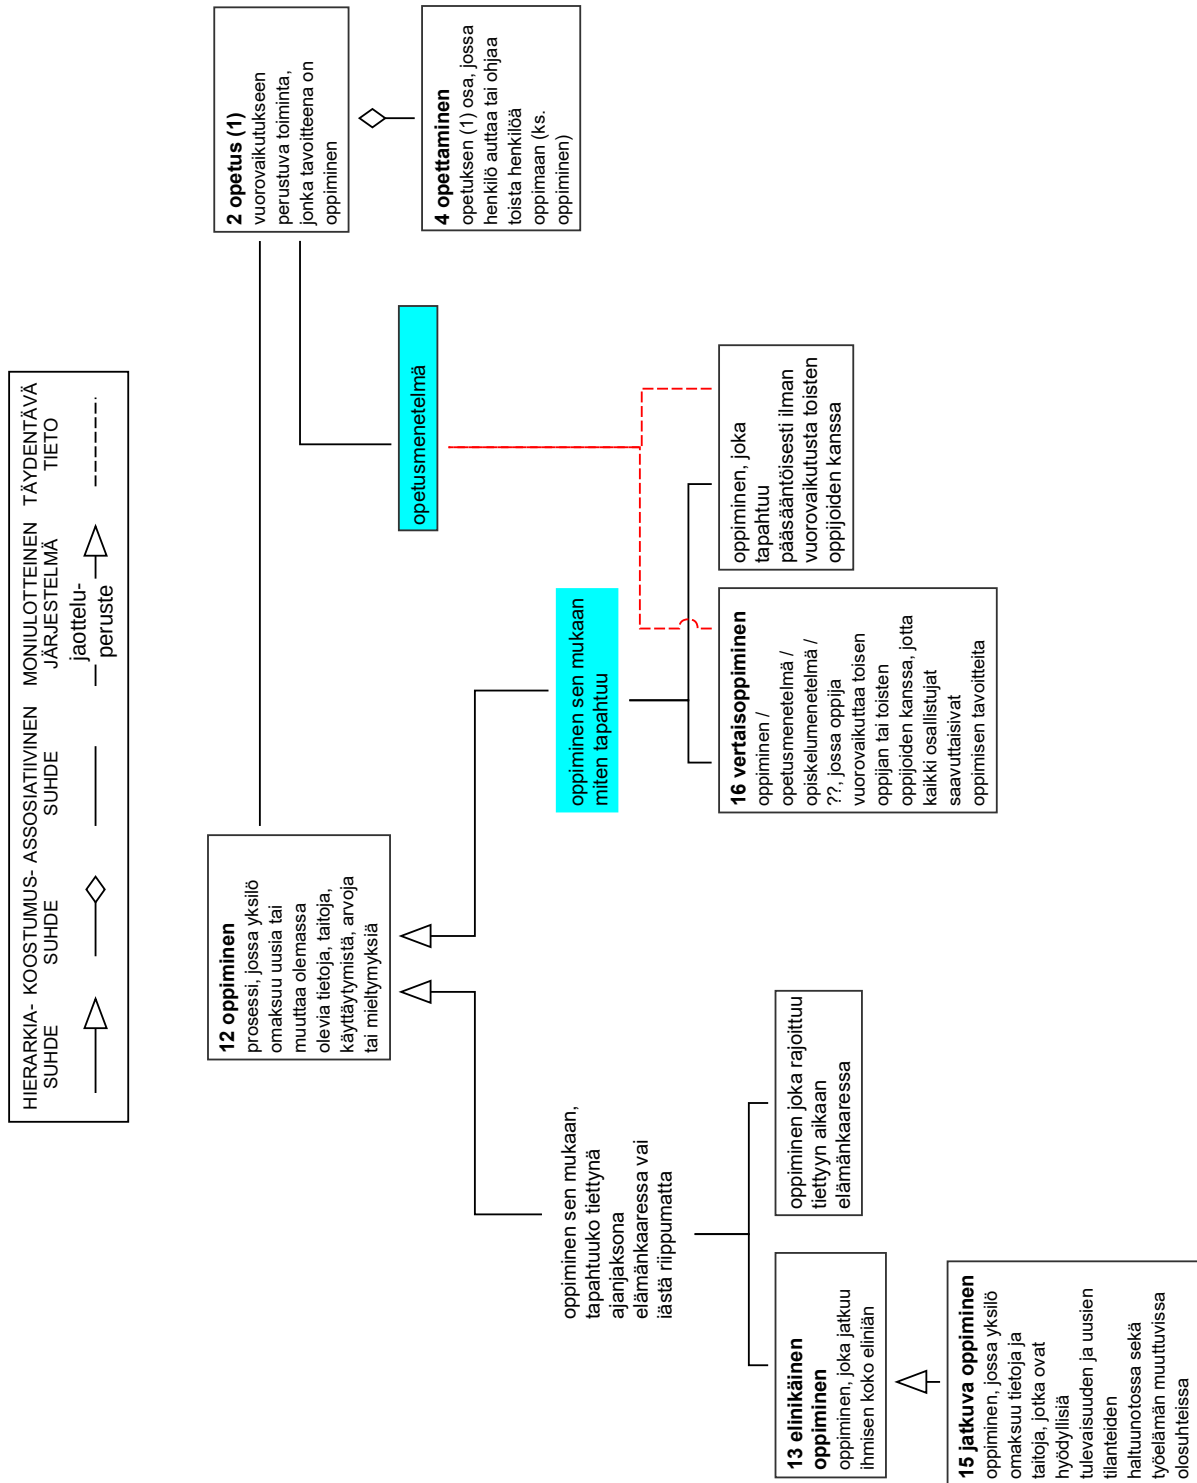 HIERARKIA-
SUHDE
KOOSTUMUS-
SUHDE
ASSOSIATIIVINEN
SUHDE
MONIULOTTEINEN
JÄRJESTELMÄ
jaottelu-
peruste
TÄYDENTÄVÄ
TIETO
12 oppiminen
prosessi, jossa yksilö
omaksuu uusia tai
muuttaa olemassa
olevia tietoja, taitoja,
käyttäytymistä, arvoja
tai mieltymyksiä
2 opetus (1)
vuorovaikutukseen
perustuva toiminta,
jonka tavoitteena on
oppiminen
4 opettaminen
opetuksen (1) osa, jossa
henkilö auttaa tai ohjaa
toista henkilöä
oppimaan (ks.
oppiminen)
opetusmenetelmä
oppiminen sen mukaan,
tapahtuuko tiettynä
ajanjaksona
elämänkaaressa vai
iästä riippumatta
oppiminen sen mukaan
miten tapahtuu
13 elinikäinen
oppiminen
oppiminen, joka jatkuu
ihmisen koko eliniän
oppiminen joka rajoittuu
tiettyyn aikaan
elämänkaaressa
16 vertaisoppiminen
oppiminen /
opetusmenetelmä /
opiskelumenetelmä /
??, jossa oppija
vuorovaikuttaa toisen
oppijan tai toisten
oppijoiden kanssa, jotta
kaikki osallistujat
saavuttaisivat
oppimisen tavoitteita
oppiminen, joka
tapahtuu
pääsääntöisesti ilman
vuorovaikutusta toisten
oppijoiden kanssa
15 jatkuva oppiminen
oppiminen, jossa yksilö
omaksuu tietoja ja
taitoja, jotka ovat
hyödyllisiä
tulevaisuuden ja uusien
tilanteiden
haltuunotossa sekä
työelämän muuttuvissa
olosuhteissa